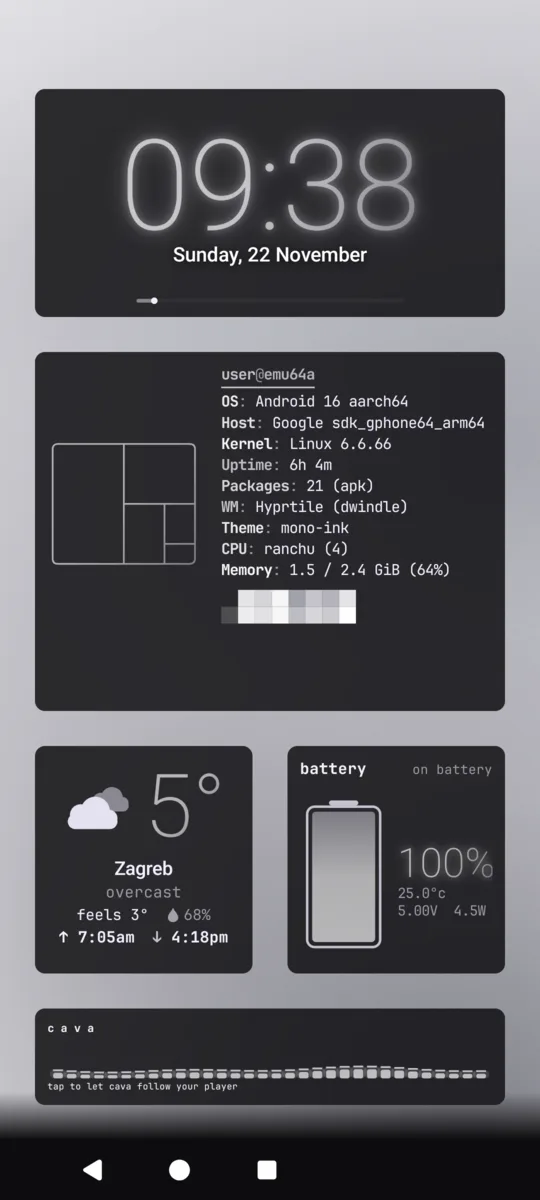 09:38
Sunday, 22 November
user@emu64a
OS: Android 16 aarch64
Host: Google sdk_gphone64_arm64
Kernel: Linux 6.6.66
Uptime: 6h 4m
Packages: 21 (apk)
WM: Hyprtile (dwindle)
Theme: mono-ink
CPU: ranchu (4)
Memory: 1.5 / 2.4 GiB (64%)
5°
Zagreb
overcast
feels 3° 68%
↑ 7:05am ↓ 4:18pm
battery on battery
100%
25.0°c
5.00V 4.5W
cava
tap to let cava follow your player